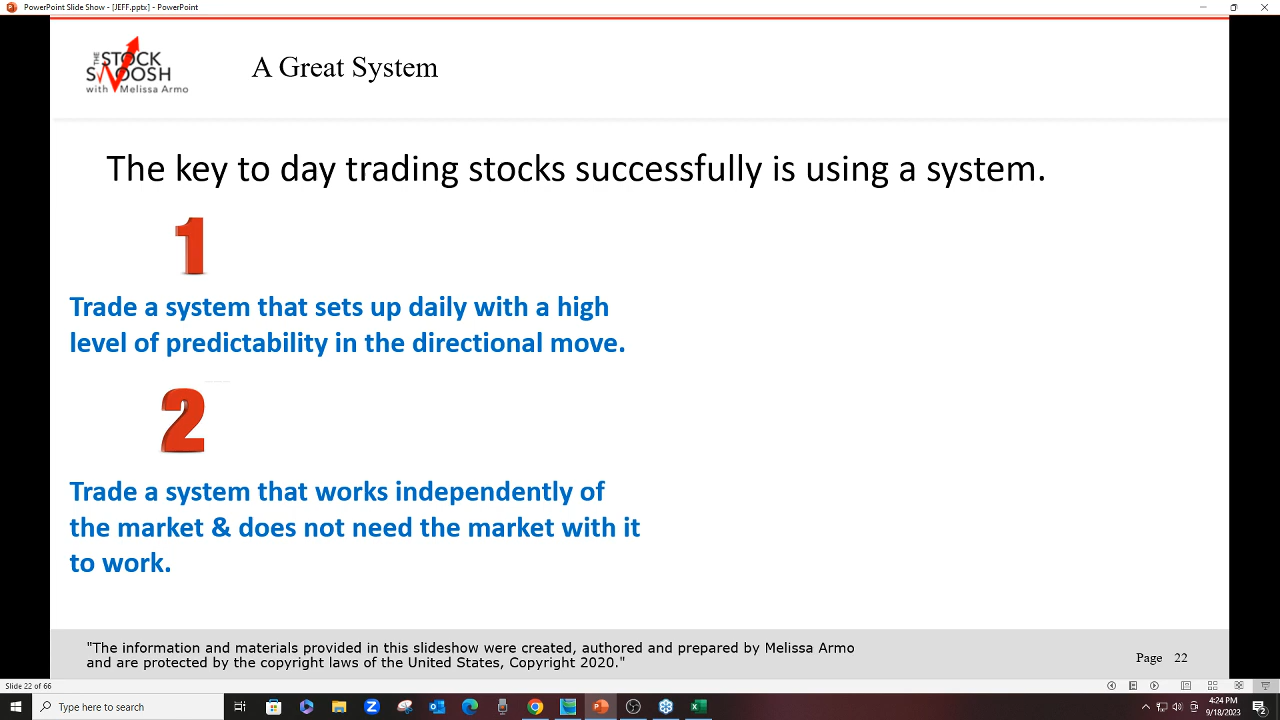 PowerPoint Slide Show - [JEFF.pptx] - PowerPoint
THE
STOCK
SWOOSH
with Melissa Armo
A Great System
The key to day trading stocks successfully is using a system.
1
Trade a system that sets up daily with a high
level of predictability in the directional move.
2
Trade a system that works independently of
the market & does not need the market with it
to work.
"The information and materials provided in this slideshow were created, authored and prepared by Melissa Armo
and are protected by the copyright laws of the United States, Copyright 2020."
Page 22
Slide 22 of 66
Type here to search
4:24 PM
9/18/2023
2